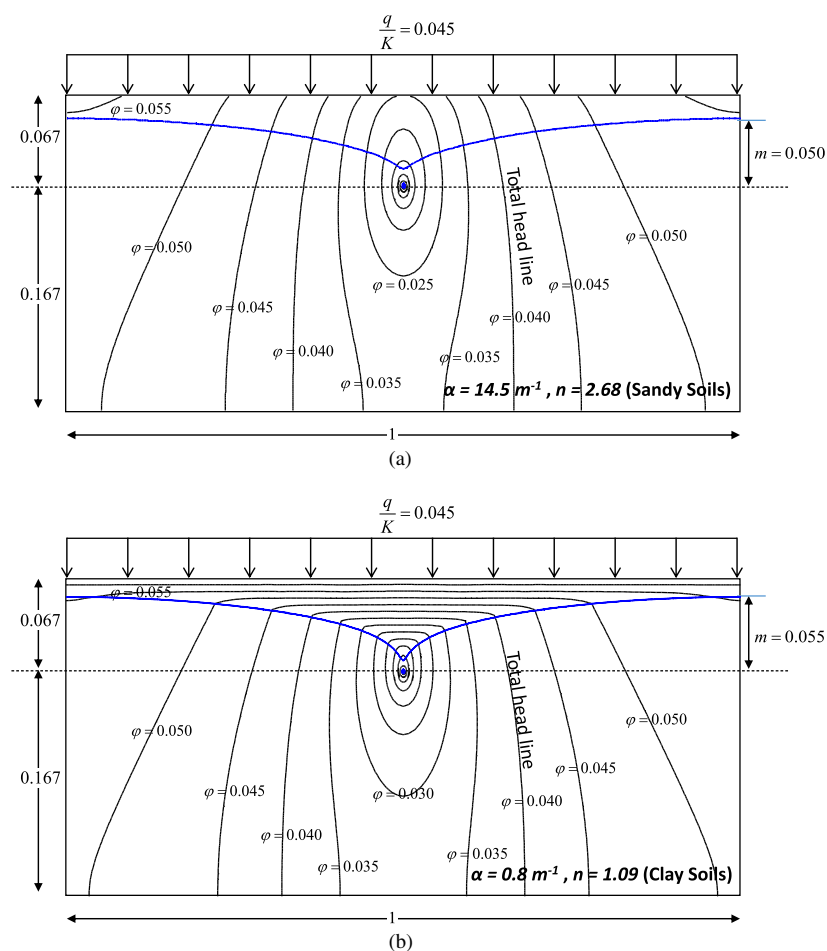 q/K = 0.045
φ = 0.055
0.067
m = 0.050
Total head line
φ = 0.050
φ = 0.050
φ = 0.025
φ = 0.045
0.167
φ = 0.045
φ = 0.040
φ = 0.040
φ = 0.035
φ = 0.035
α = 14.5 m-1 , n = 2.68 (Sandy Soils)
1
(a)
q/K = 0.045
φ = 0.055
0.067
m = 0.055
Total head line
φ = 0.050
φ = 0.050
φ = 0.045
0.167
φ = 0.045
φ = 0.030
φ = 0.040
φ = 0.040
φ = 0.035
φ = 0.035
α = 0.8 m-1 , n = 1.09 (Clay Soils)
1
(b)